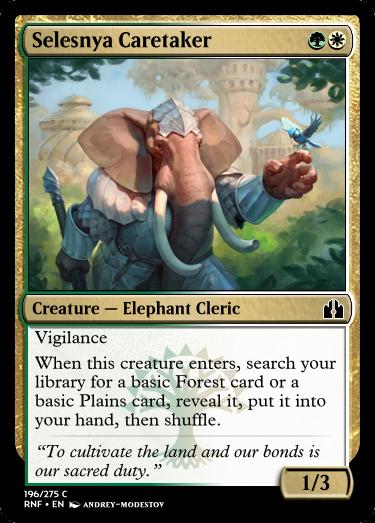 Selesnya Caretaker
Creature — Elephant Cleric
Vigilance
When this creature enters, search your
library for a basic Forest card or a
basic Plains card, reveal it, put it into
your hand, then shuffle.
“To cultivate the land and our bonds is
our sacred duty.”
1/3
196/275 C
RNF • EN ANDREY-MODESTOV